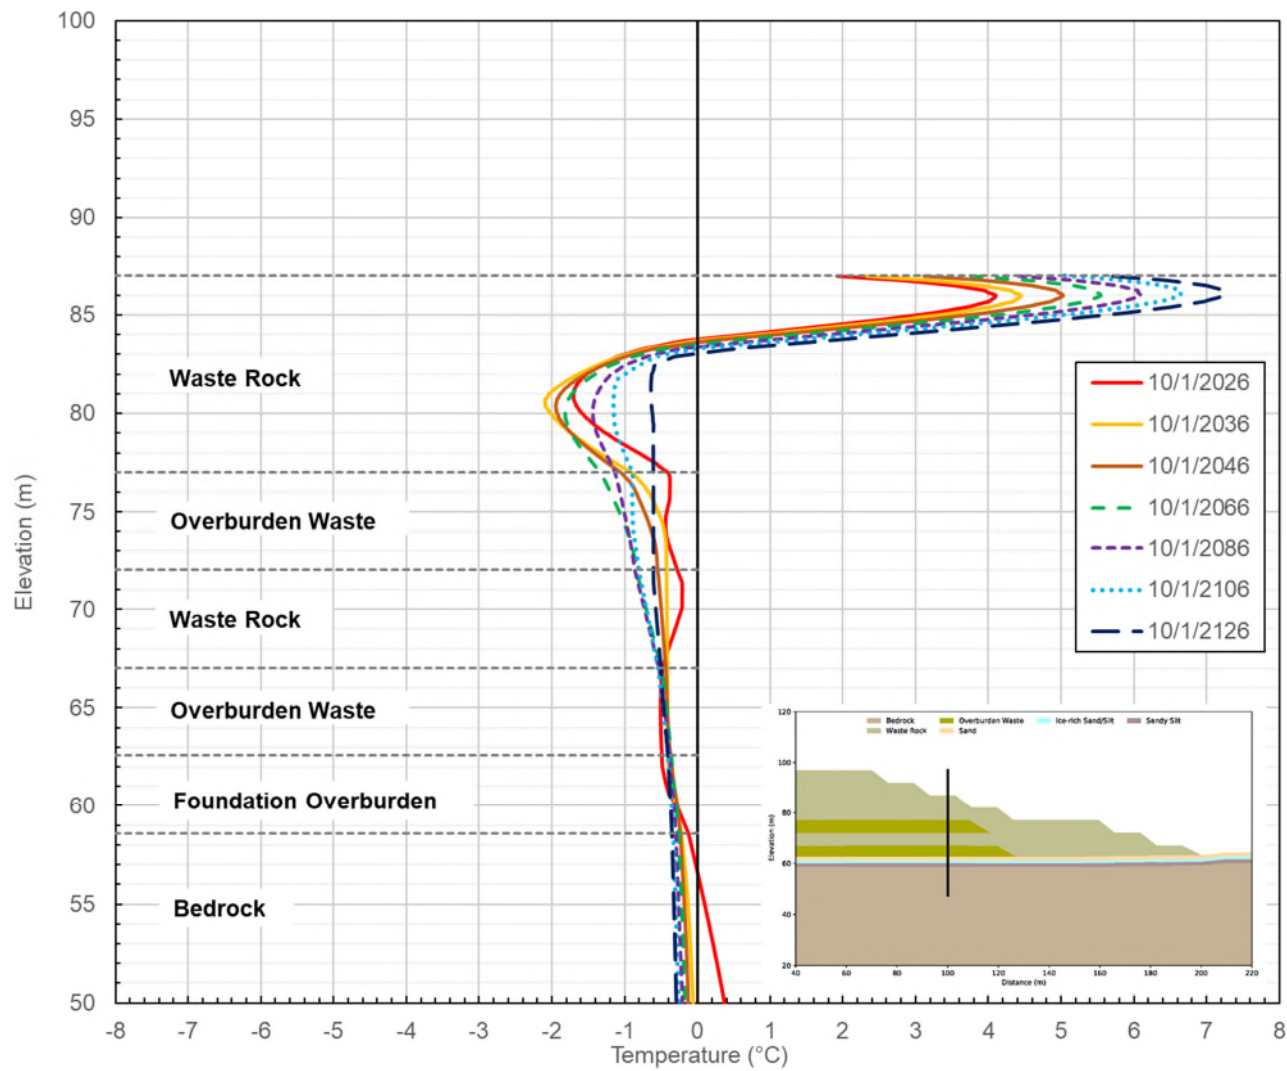 100
95
90
85
80
75
70
65
60
55
50
Elevation (m)
Waste Rock
Overburden Waste
Waste Rock
Overburden Waste
Foundation Overburden
Bedrock
10/1/2026
10/1/2036
10/1/2046
10/1/2066
10/1/2086
10/1/2106
10/1/2126
Bedrock Overburden Waste Ice-rich Sand/Silt Sandy Silt
Waste Rock Sand
120
100
80
60
40
20
Elevation (m)
40 60 80 100 120 140 160 180 200 220
Distance (m)
-8 -7 -6 -5 -4 -3 -2 -1 0 1 2 3 4 5 6 7 8
Temperature (°C)